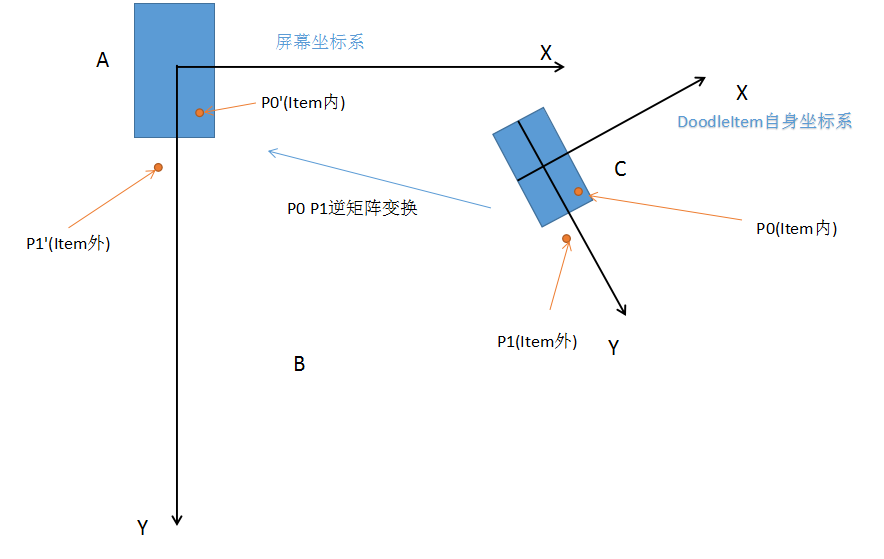 屏幕坐标系
A
X
P0'(Item内)
X
DoodleItem自身坐标系
C
P0 P1逆矩阵变换
P0(Item内)
P1'(Item外)
P1(Item外)
Y
B
Y